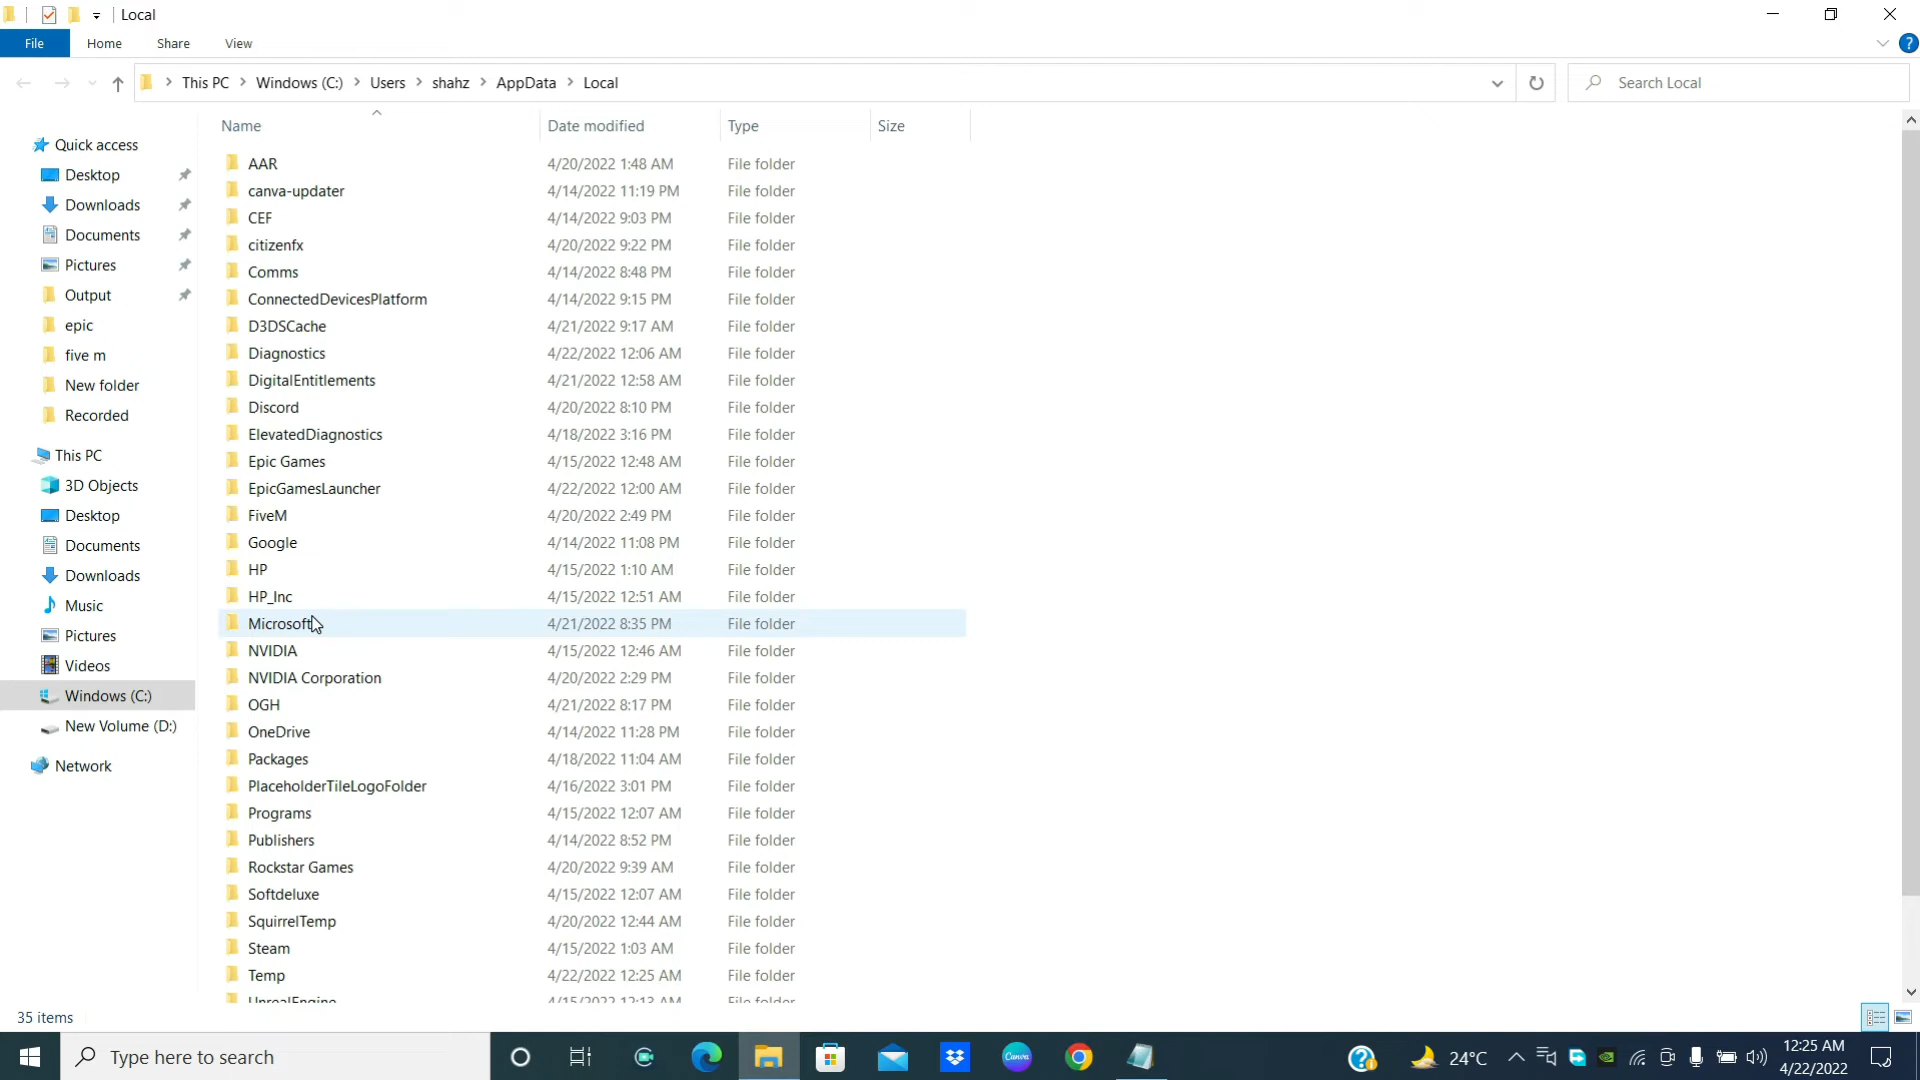 Local
File Home Share View
This PC Windows (C:) Users shahz AppData Local
Search Local
Name Date modified Type Size
Quick access
Desktop
Downloads
Documents
Pictures
Output
epic
five m
New folder
Recorded
This PC
3D Objects
Desktop
Documents
Downloads
Music
Pictures
Videos
Windows (C:)
New Volume (D:)
Network
AAR 4/20/2022 1:48 AM File folder
canva-updater 4/14/2022 11:19 PM File folder
CEF 4/14/2022 9:03 PM File folder
citizenfx 4/20/2022 9:22 PM File folder
Comms 4/14/2022 8:48 PM File folder
ConnectedDevicesPlatform 4/14/2022 9:15 PM File folder
D3DSCache 4/21/2022 9:17 AM File folder
Diagnostics 4/22/2022 12:06 AM File folder
DigitalEntitlements 4/21/2022 12:58 AM File folder
Discord 4/20/2022 8:10 PM File folder
ElevatedDiagnostics 4/18/2022 3:16 PM File folder
Epic Games 4/15/2022 12:48 AM File folder
EpicGamesLauncher 4/22/2022 12:00 AM File folder
FiveM 4/20/2022 2:49 PM File folder
Google 4/14/2022 11:08 PM File folder
HP 4/15/2022 1:10 AM File folder
HP_Inc 4/15/2022 12:51 AM File folder
Microsoft 4/21/2022 8:35 PM File folder
NVIDIA 4/15/2022 12:46 AM File folder
NVIDIA Corporation 4/20/2022 2:29 PM File folder
OGH 4/21/2022 8:17 PM File folder
OneDrive 4/14/2022 11:28 PM File folder
Packages 4/18/2022 11:04 AM File folder
PlaceholderTileLogoFolder 4/16/2022 3:01 PM File folder
Programs 4/15/2022 12:07 AM File folder
Publishers 4/14/2022 8:52 PM File folder
Rockstar Games 4/20/2022 9:39 AM File folder
Softdeluxe 4/15/2022 12:07 AM File folder
SquirrelTemp 4/20/2022 12:44 AM File folder
Steam 4/15/2022 1:03 AM File folder
Temp 4/22/2022 12:25 AM File folder
UnrealEngine 4/15/2022 12:13 AM File folder
35 items
Type here to search
Canva
24°C
12:25 AM
4/22/2022